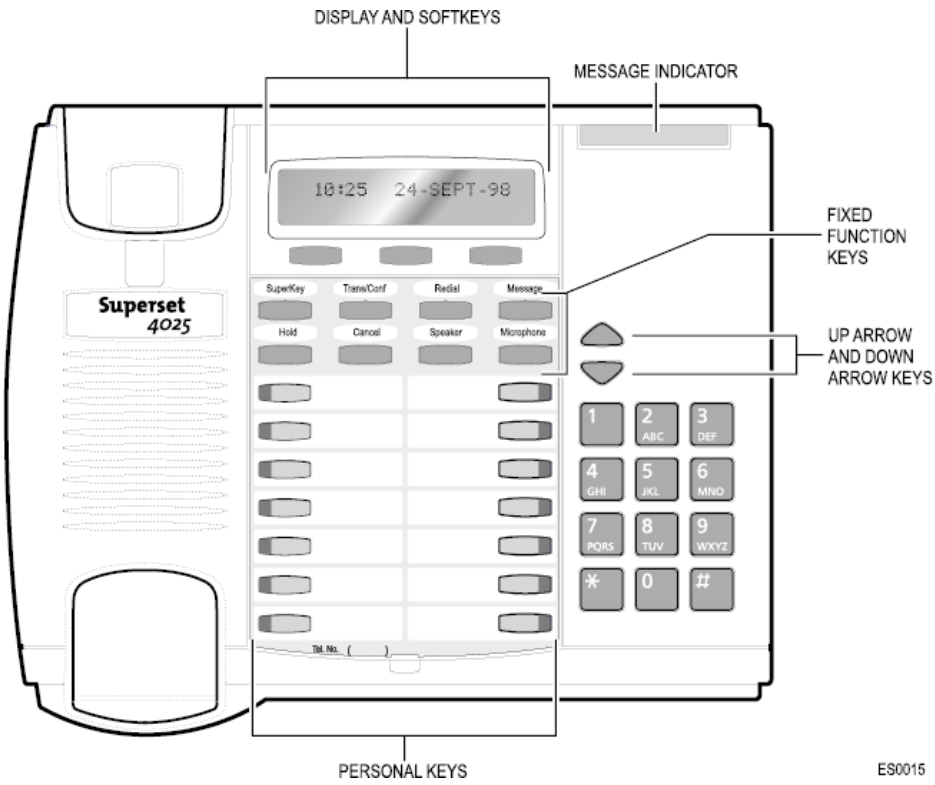 DISPLAY AND SOFTKEYS
MESSAGE INDICATOR
10:25 24-SEPT-98
FIXED
FUNCTION
KEYS
SuperKey Trans/Conf Redial Message
Superset
4025
Hold Cancel Speaker Microphone
UP ARROW
AND DOWN
ARROW KEYS
1 2 ABC 3 DEF
4 GHI 5 JKL 6 MNO
7 PQRS 8 TUV 9 WXYZ
* 0 #
Tel. No. ( )
PERSONAL KEYS
ES0015